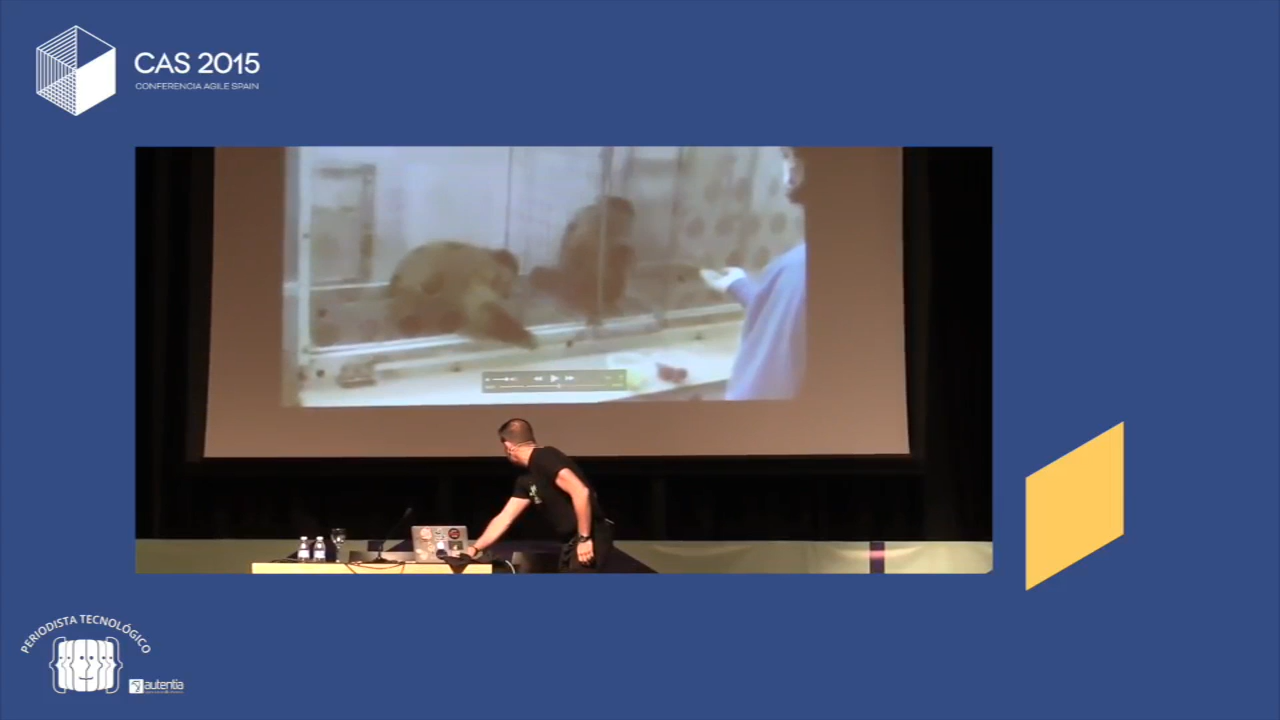 CAS 2015
CONFERENCIA AGILE SPAIN
PERIODISTA TECNOLÓGICO
autentia